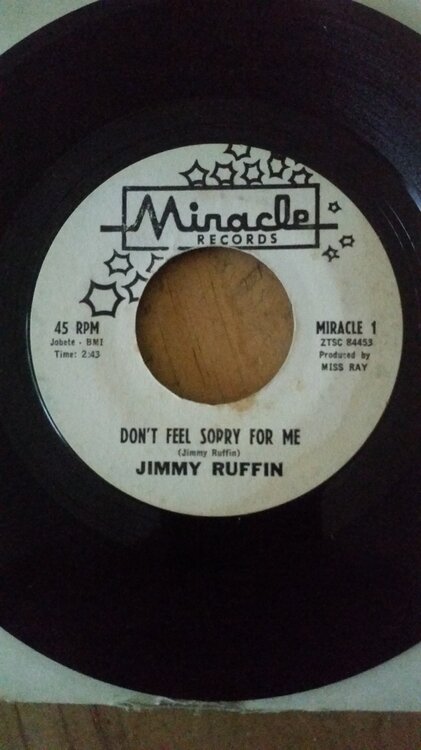 Miracle
RECORDS
45 RPM
Jobete - BMI
Time: 2:43
MIRACLE 1
ZTSC 84453
Produced by
MISS RAY
DON'T FEEL SORRY FOR ME
(Jimmy Ruffin)
JIMMY RUFFIN